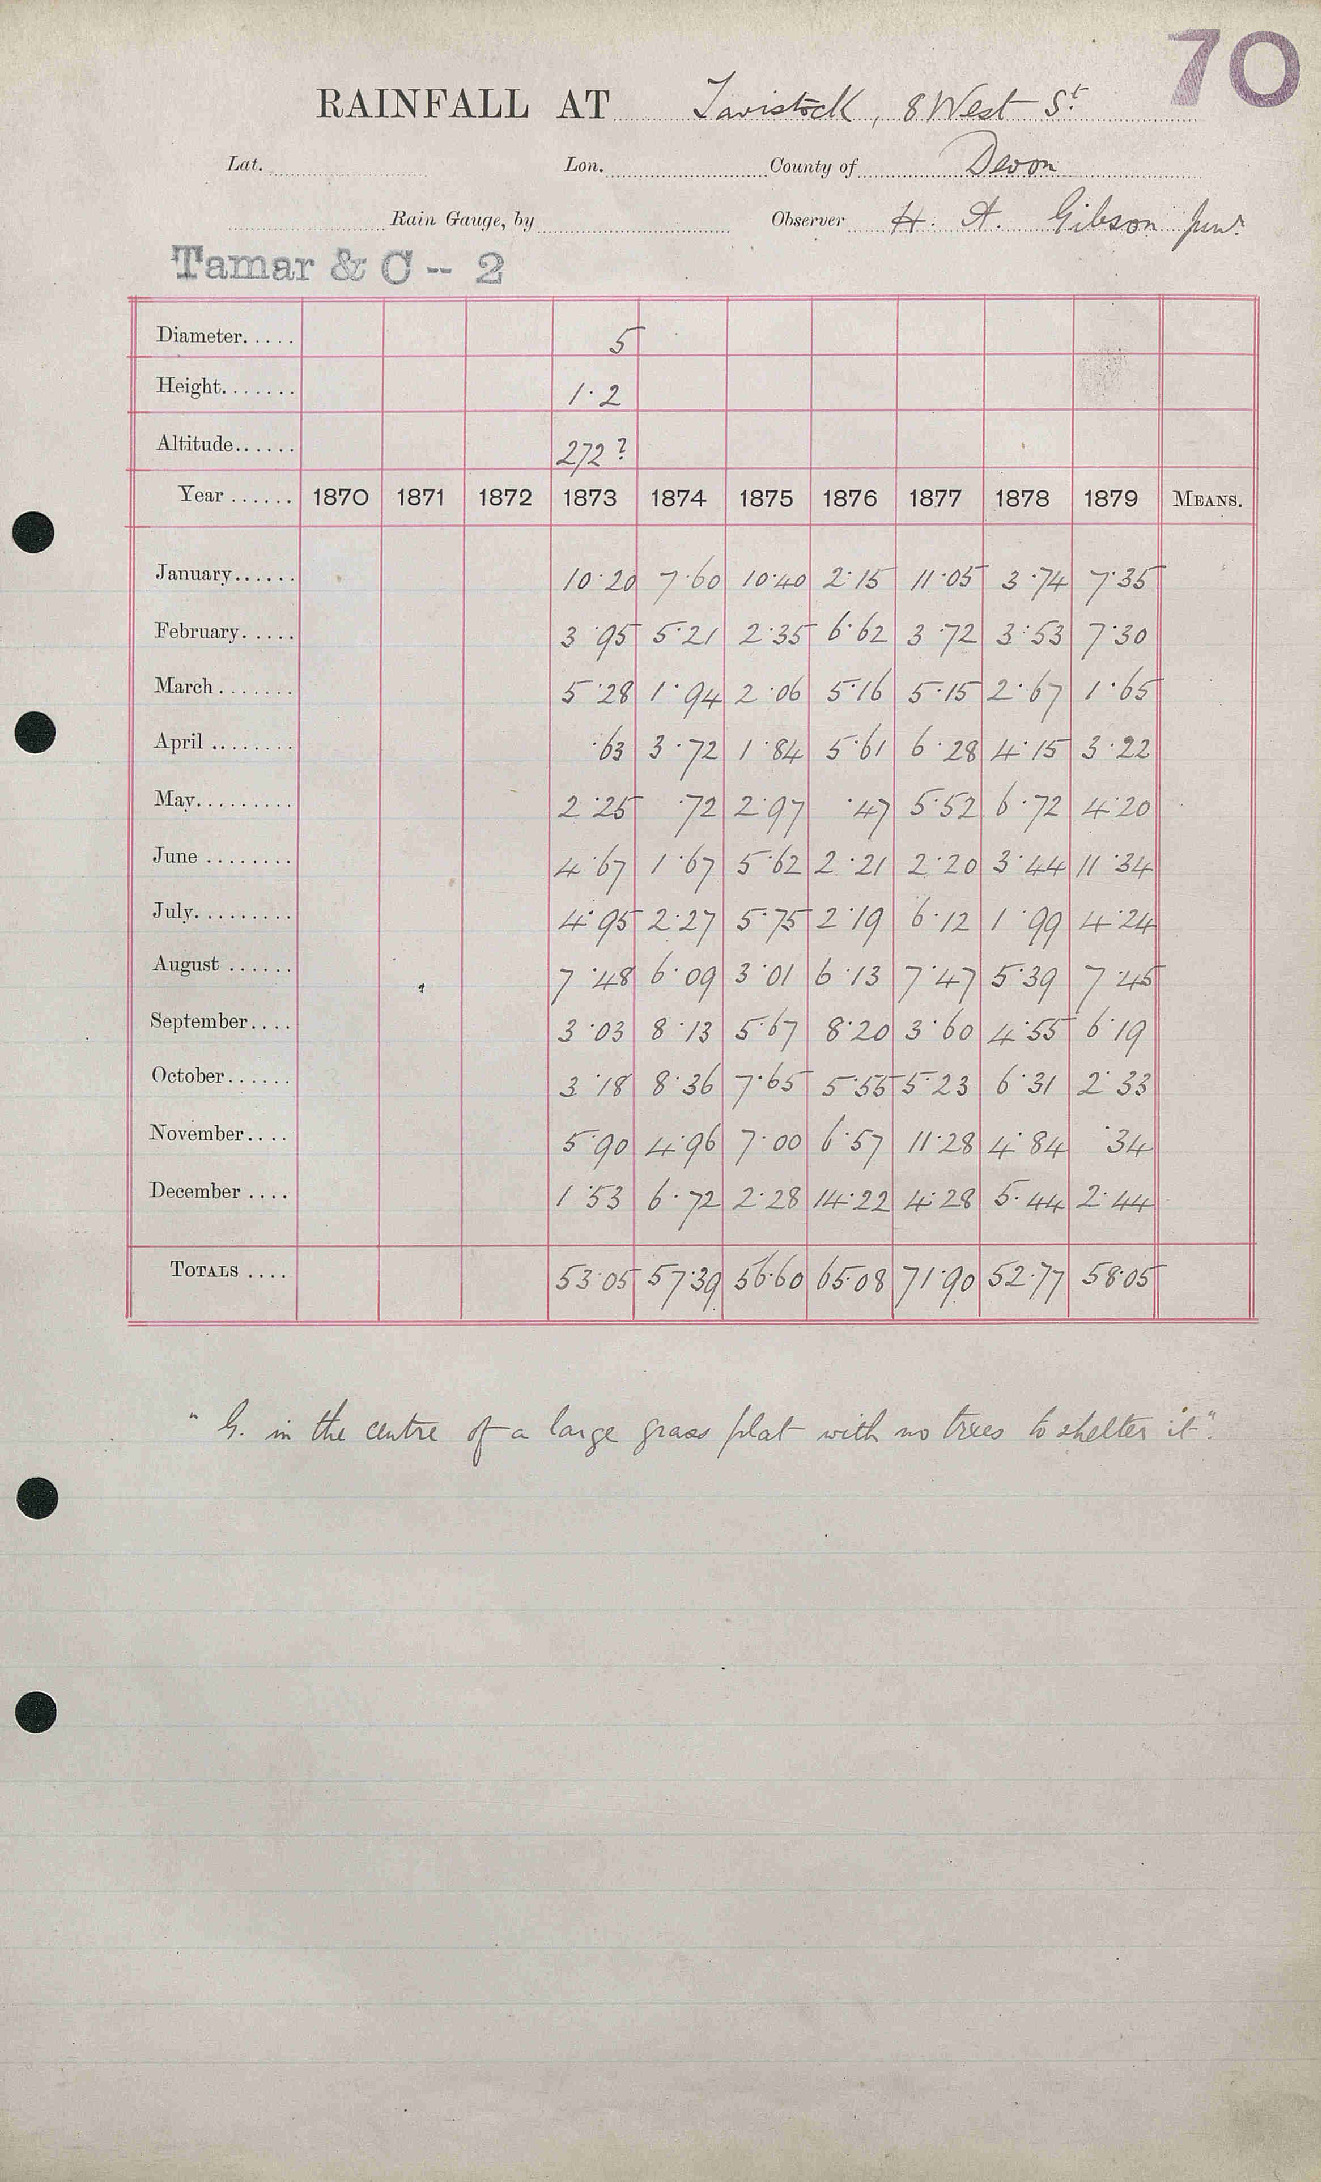 70
RAINFALL AT Tavistock, 8 West St.
Lat. Lon. County of Devon
Rain Gauge, by Observer H. A. Gibson Junr.
Tamar & C -- 2
Diameter..... 5
Height....... 1.2
Altitude...... 272?
Year ...... 1870 1871 1872 1873 1874 1875 1876 1877 1878 1879 MEANS.
January...... 10.20 7.60 10.40 2.15 11.05 3.74 7.35
February..... 3.95 5.21 2.35 6.62 3.72 3.53 7.30
March....... 5.28 1.94 2.06 5.16 5.15 2.67 1.65
April ........ .63 3.72 1.84 5.61 6.28 4.15 3.22
May......... 2.25 .72 2.97 .47 5.52 6.72 4.20
June ........ 4.67 1.67 5.62 2.21 2.20 3.44 11.34
July......... 4.95 2.27 5.75 2.19 6.12 1.99 4.24
August ...... 7.48 6.09 3.01 6.13 7.47 5.39 7.45
September.... 3.03 8.13 5.67 8.20 3.60 4.55 6.19
October...... 3.18 8.36 7.65 5.55 5.23 6.31 2.33
November.... 5.90 4.96 7.00 6.57 11.28 4.84 .34
December .... 1.53 6.72 2.28 14.22 4.28 5.44 2.44
TOTALS .... 53.05 57.39 56.60 65.08 71.90 52.77 58.05
"G. in the centre of a large grass plat with no trees to shelter it".